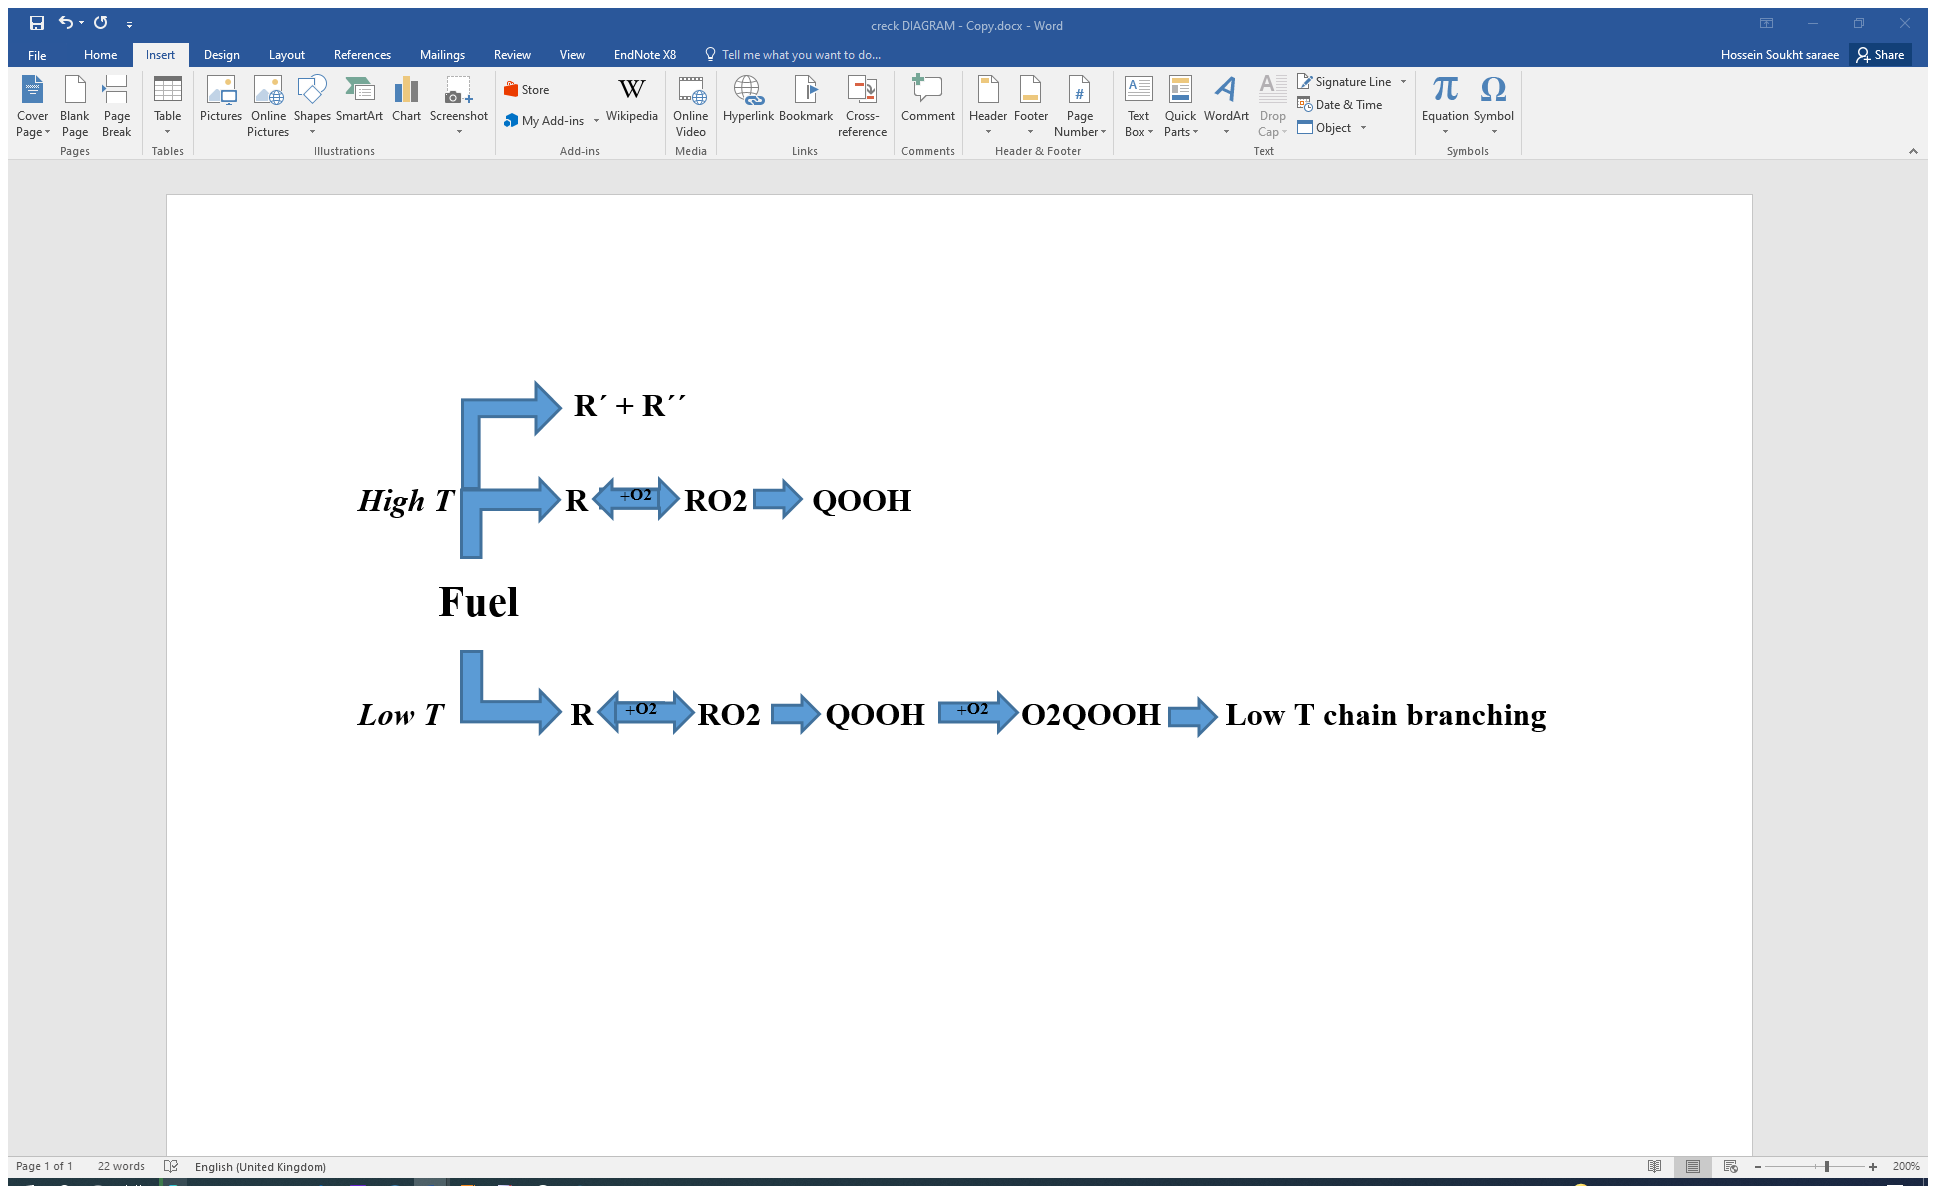 creck DIAGRAM - Copy.docx - Word
File Home Insert Design Layout References Mailings Review View EndNote X8 Tell me what you want to do... Hossein Soukht saraee Share
Cover Page Blank Page Page Break
Pages
Table
Tables
Pictures Online Pictures Shapes SmartArt Chart Screenshot
Illustrations
Store
My Add-ins
W Wikipedia
Add-ins
Online Video
Media
Hyperlink Bookmark Cross-reference
Links
Comment
Comments
Header Footer # Page Number
Header & Footer
A Text Box Quick Parts A WordArt A Drop Cap
Signature Line
Date & Time
Object
Text
π Equation Ω Symbol
Symbols
R´ + R´´
High T R +O2 RO2 QOOH
Fuel
Low T R +O2 RO2 QOOH +O2 O2QOOH Low T chain branching
Page 1 of 1 22 words English (United Kingdom) 200%